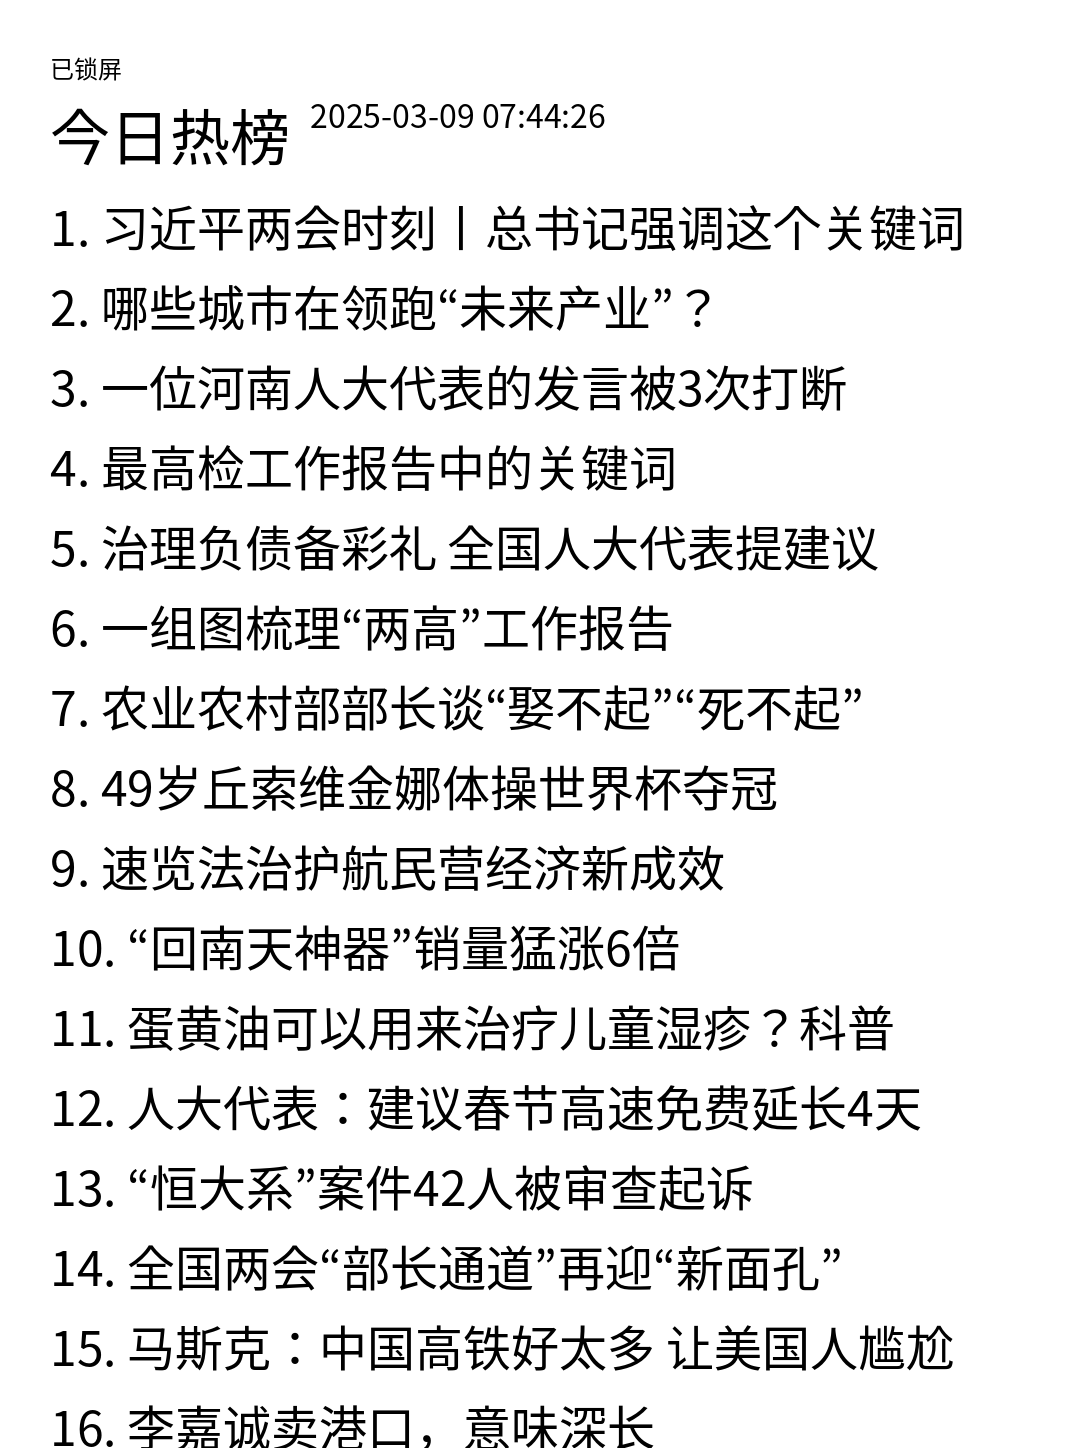 已锁屏
今日热榜 2025-03-09 07:44:26
1. 习近平两会时刻丨总书记强调这个关键词
2. 哪些城市在领跑“未来产业”？
3. 一位河南人大代表的发言被3次打断
4. 最高检工作报告中的关键词
5. 治理负债备彩礼 全国人大代表提建议
6. 一组图梳理“两高”工作报告
7. 农业农村部部长谈“娶不起”“死不起”
8. 49岁丘索维金娜体操世界杯夺冠
9. 速览法治护航民营经济新成效
10. “回南天神器”销量猛涨6倍
11. 蛋黄油可以用来治疗儿童湿疹？科普
12. 人大代表：建议春节高速免费延长4天
13. “恒大系”案件42人被审查起诉
14. 全国两会“部长通道”再迎“新面孔”
15. 马斯克：中国高铁好太多 让美国人尴尬
16. 李嘉诚卖港口，意味深长